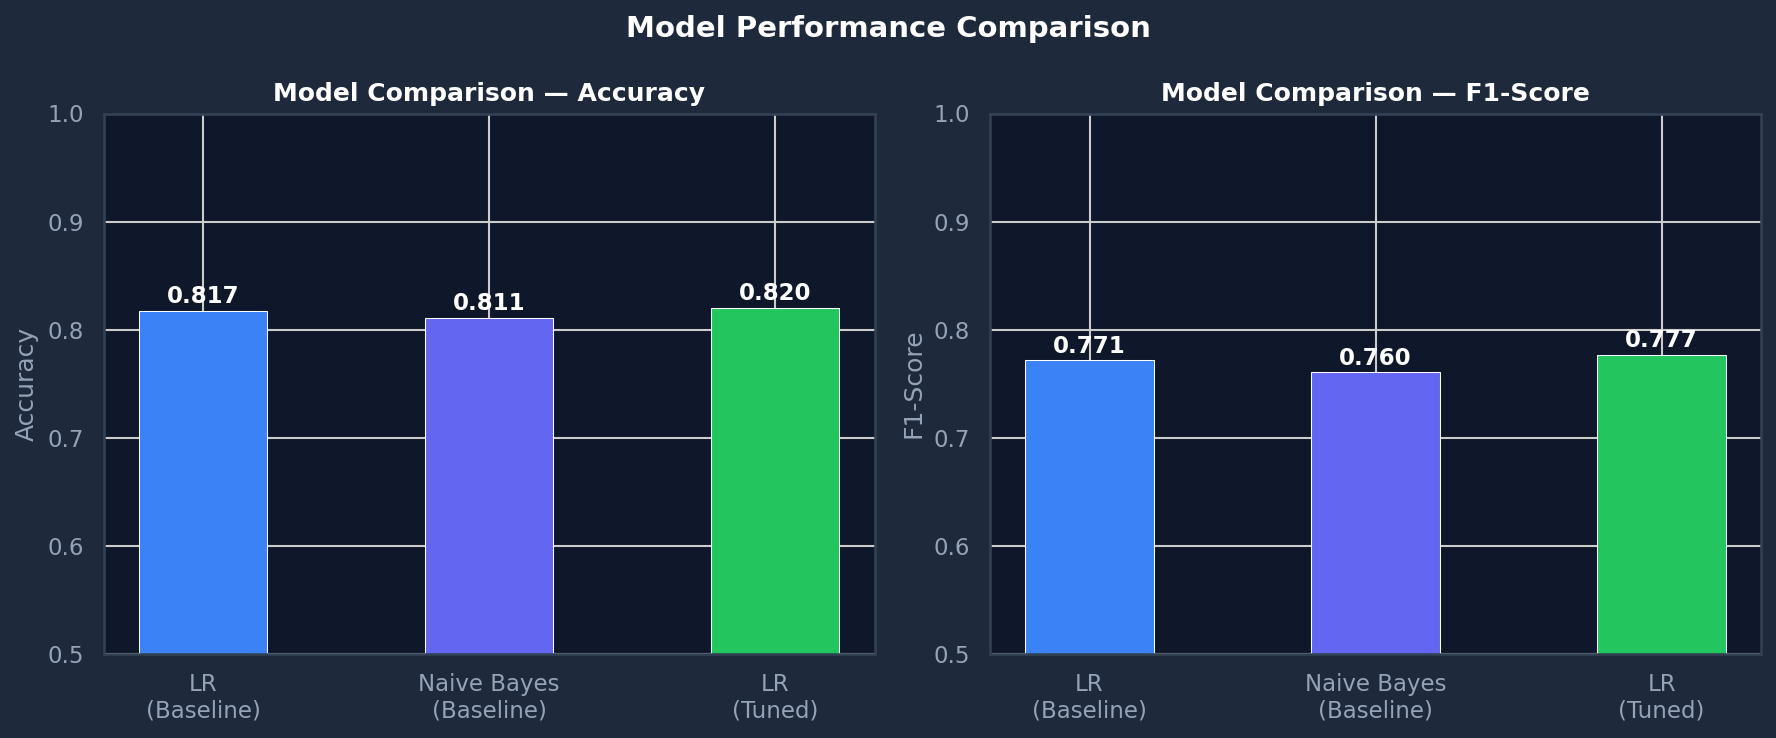 Model Performance Comparison
Model Comparison — Accuracy
1.0
0.9
0.8
0.7
0.6
0.5
Accuracy
0.817
0.811
0.820
LR
(Baseline)
Naive Bayes
(Baseline)
LR
(Tuned)
Model Comparison — F1-Score
1.0
0.9
0.8
0.7
0.6
0.5
F1-Score
0.771
0.760
0.777
LR
(Baseline)
Naive Bayes
(Baseline)
LR
(Tuned)